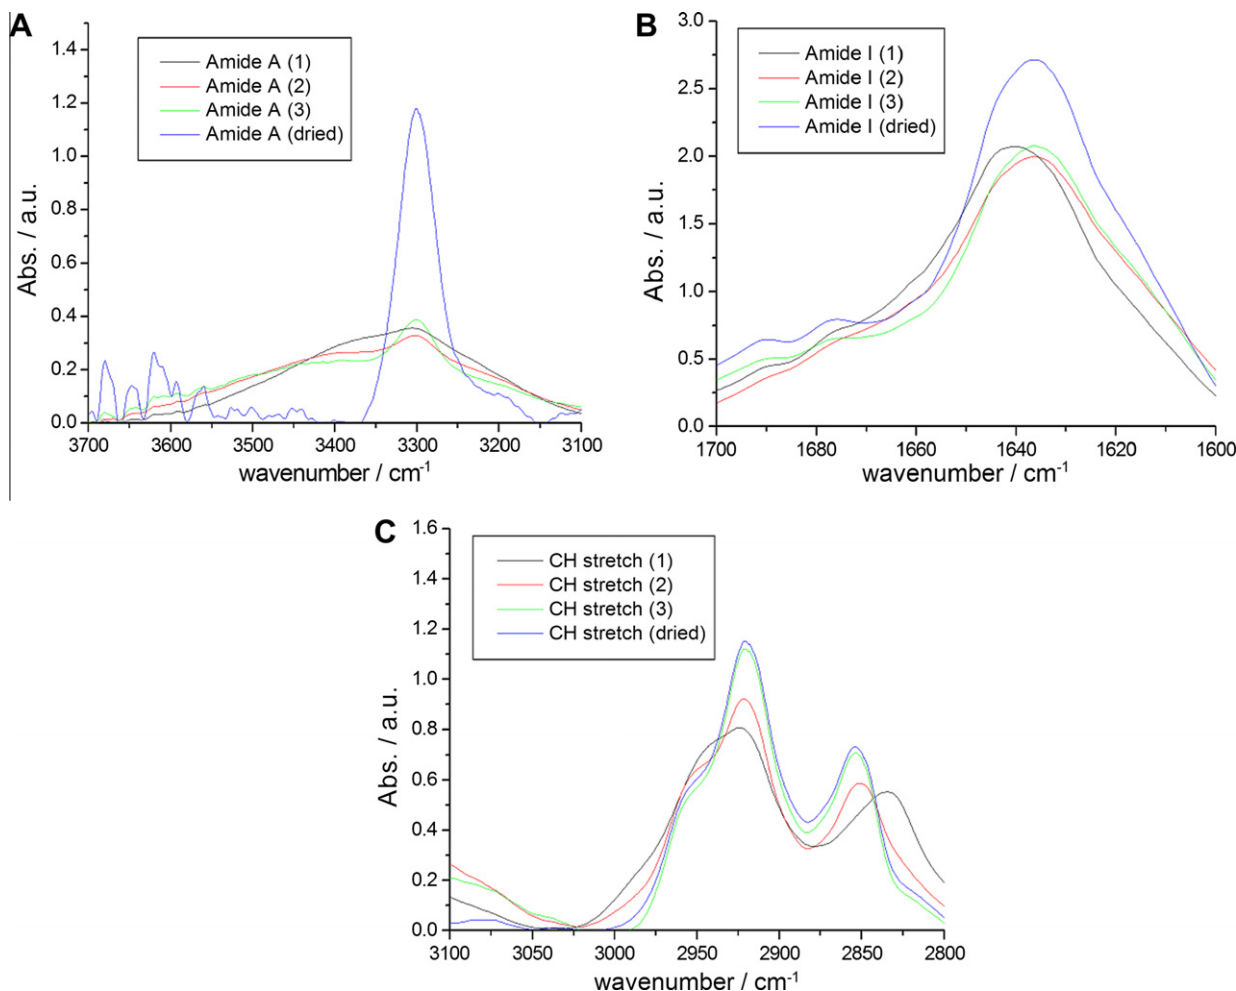 A
Amide A (1)
Amide A (2)
Amide A (3)
Amide A (dried)
Abs. / a.u.
1.4
1.2
1.0
0.8
0.6
0.4
0.2
0.0
3700 3600 3500 3400 3300 3200 3100
wavenumber / cm-1
B
Amide I (1)
Amide I (2)
Amide I (3)
Amide I (dried)
Abs. / a.u.
3.0
2.5
2.0
1.5
1.0
0.5
0.0
1700 1680 1660 1640 1620 1600
wavenumber / cm-1
C
CH stretch (1)
CH stretch (2)
CH stretch (3)
CH stretch (dried)
Abs. / a.u.
1.6
1.4
1.2
1.0
0.8
0.6
0.4
0.2
0.0
3100 3050 3000 2950 2900 2850 2800
wavenumber / cm-1